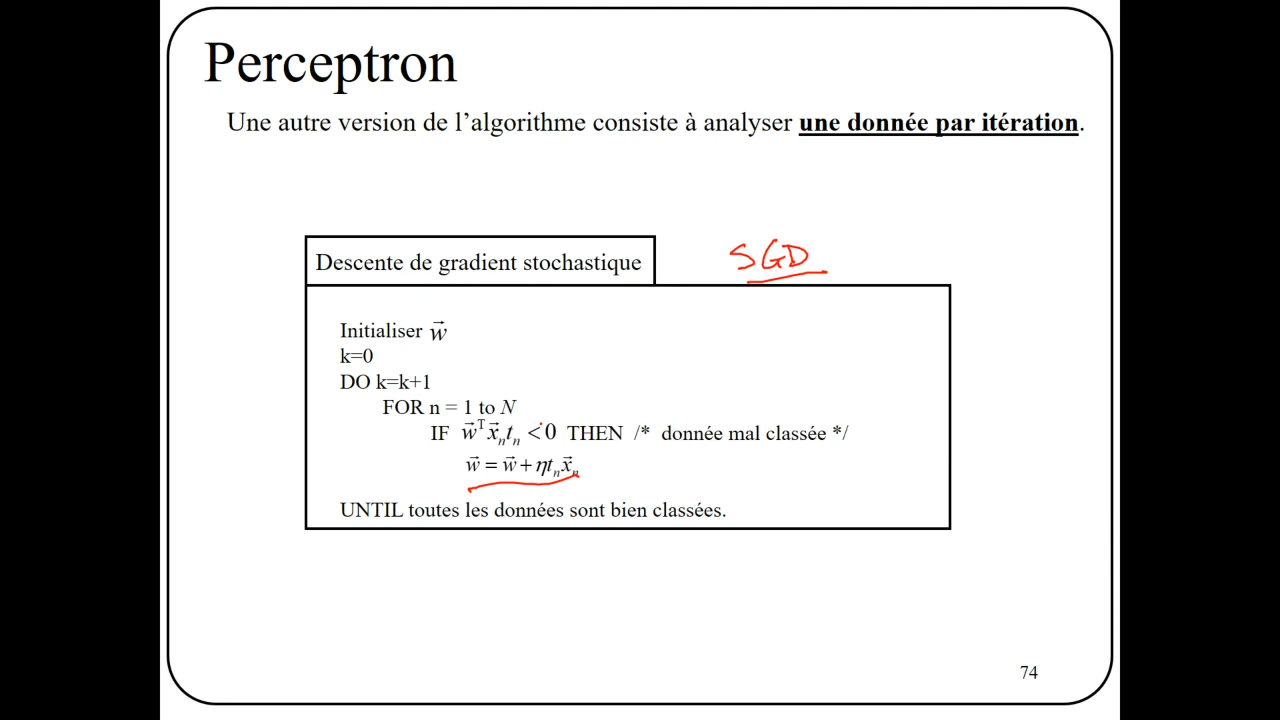 Perceptron
Une autre version de l’algorithme consiste à analyser une donnée par itération.
SGD
Descente de gradient stochastique
Initialiser w⃗
k=0
DO k=k+1
FOR n = 1 to N
IF w⃗ᵀx⃗ₙtₙ < 0 THEN /* donnée mal classée */
w⃗ = w⃗ + ηtₙx⃗ₙ
UNTIL toutes les données sont bien classées.
74